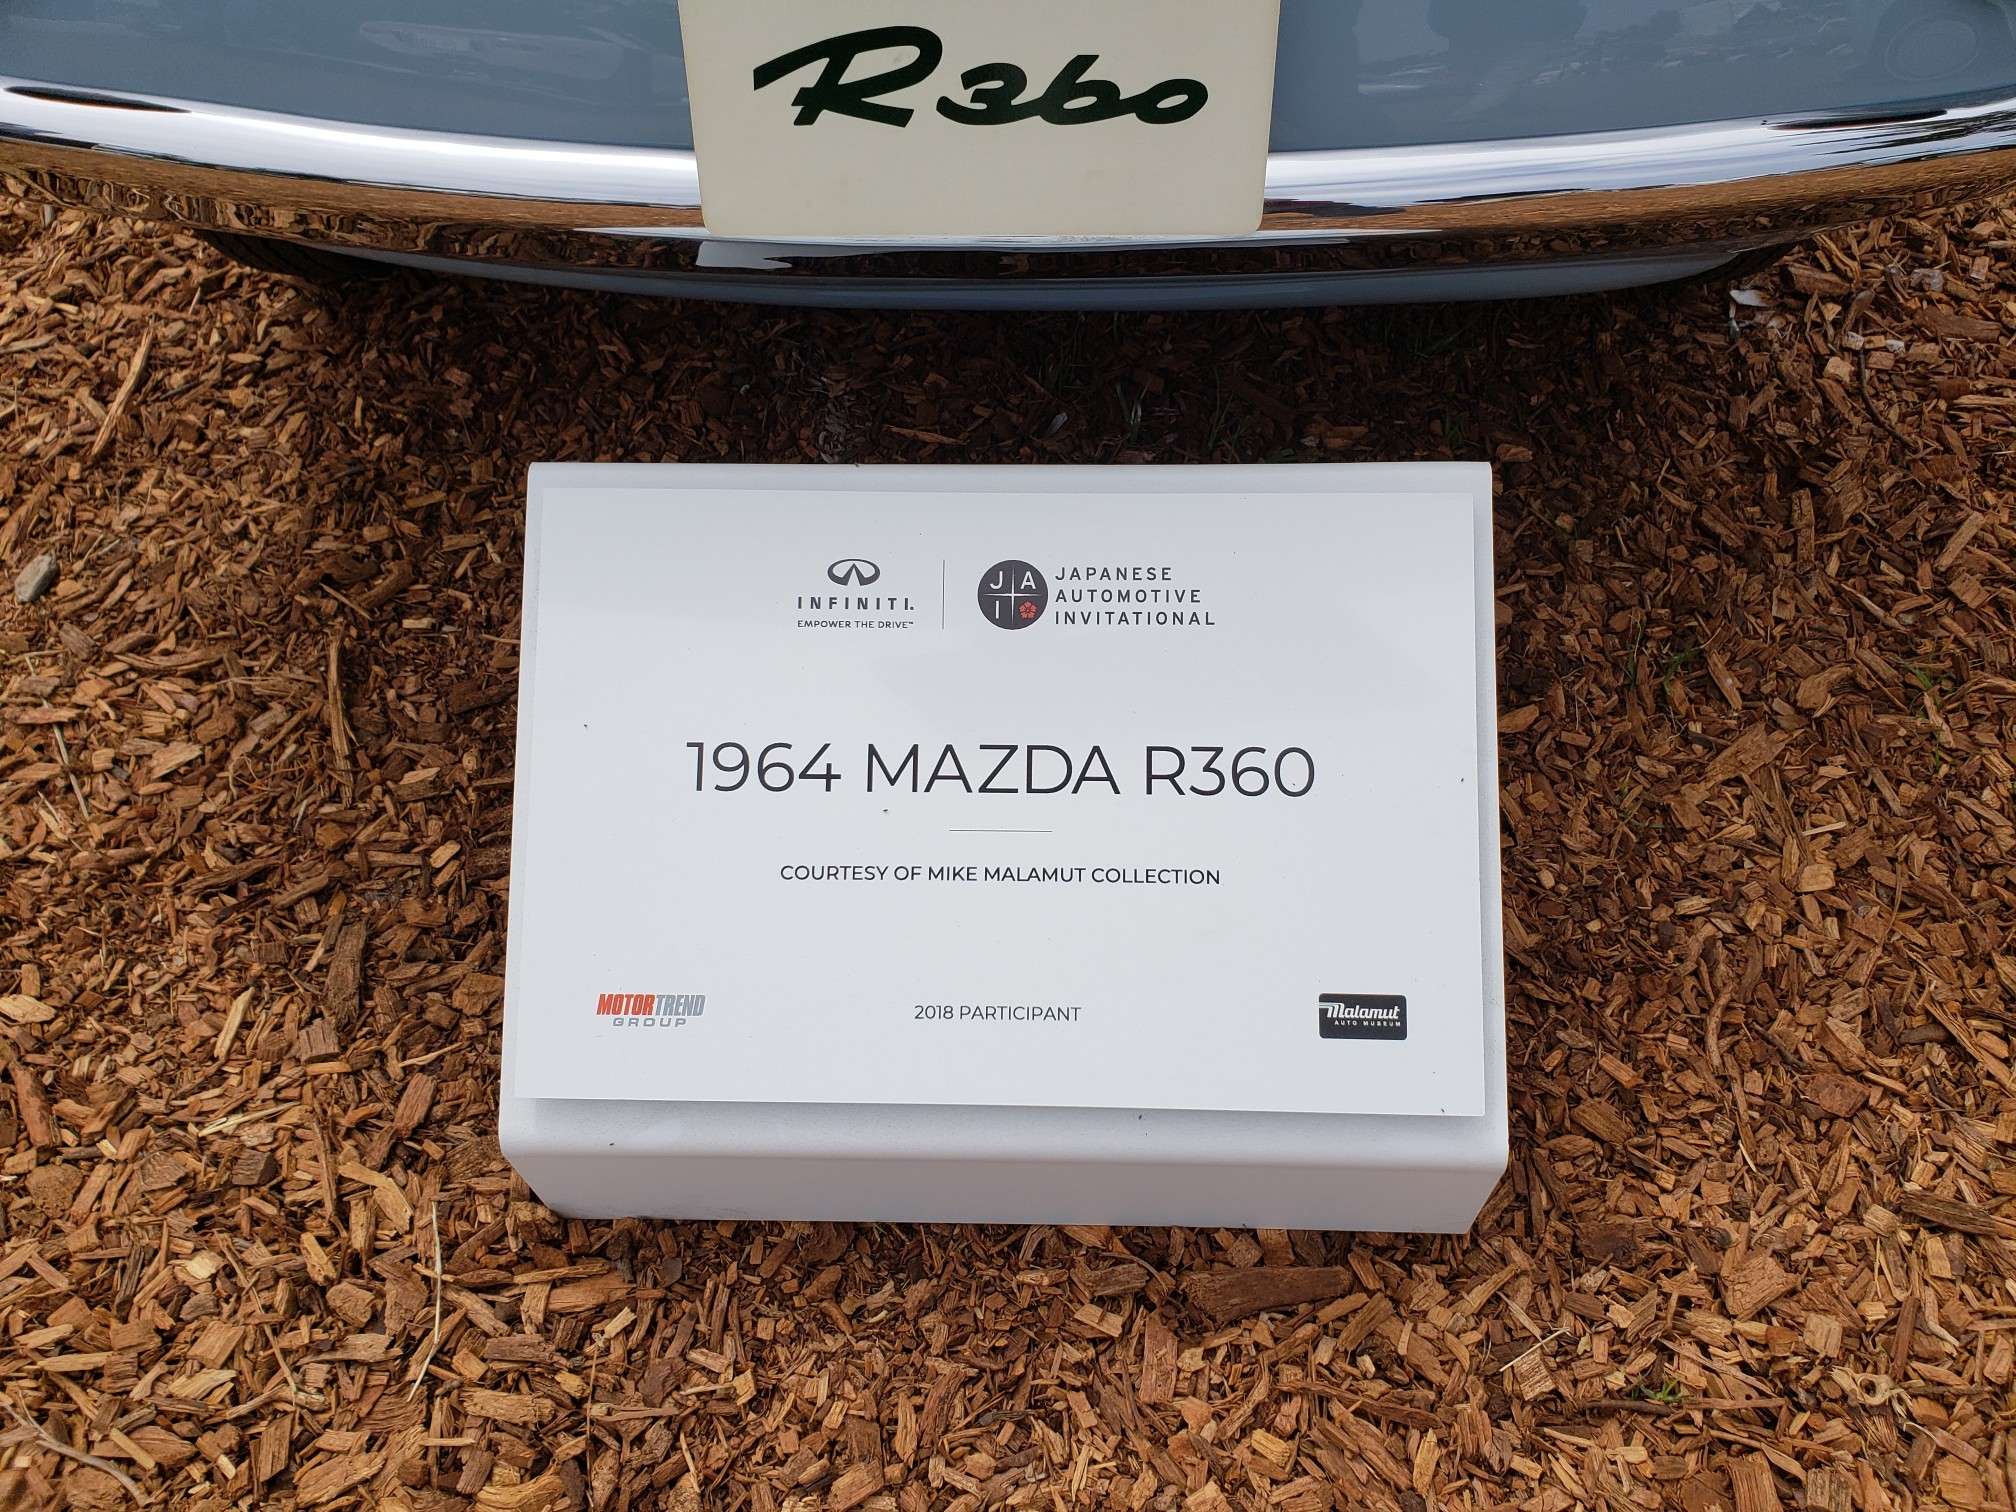 R360
INFINITI.
EMPOWER THE DRIVE™
J A
I
JAPANESE
AUTOMOTIVE
INVITATIONAL
1964 MAZDA R360
COURTESY OF MIKE MALAMUT COLLECTION
MOTORTREND
GROUP
2018 PARTICIPANT
Malamut
AUTO MUSEUM